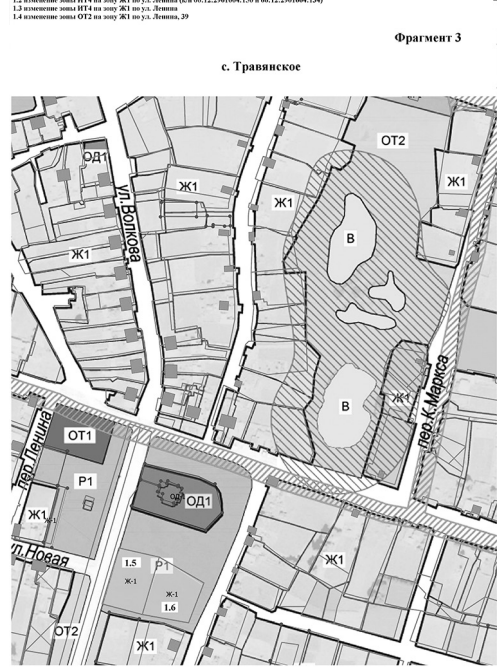 1.3 изменение зоны ИТ4 на зону Ж1 по ул. Ленина
1.4 изменение зоны ОТ2 на зону Ж1 по ул. Ленина, 39
Фрагмент 3
с. Травянское
ОТ2
ОД1
Ж1
Ж1
Ж1
ул. Волкова
В
Ж1
пер. К. Маркса
Ж1
В
пер. Ленина
ОТ1
Р1
ОД1
ОД1
Ж1
Ж-1
ул. Новая
1.5
Р1
Ж1
Ж-1
Ж-1
1.6
ОТ2
Ж1